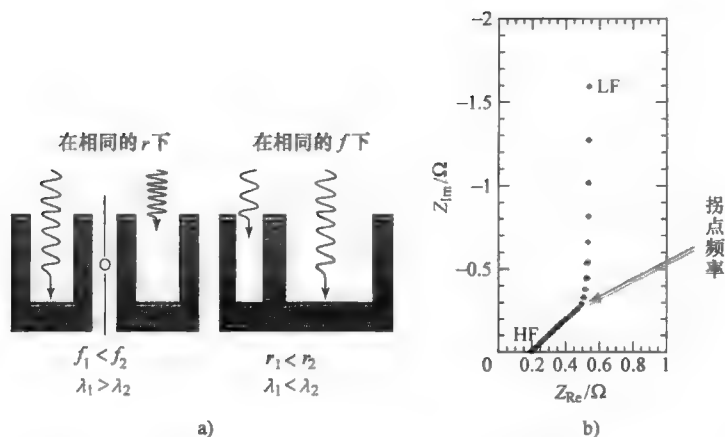 在相同的r下
在相同的f下
O
f₁<f₂
λ₁>λ₂
r₁<r₂
λ₁<λ₂
a)
-2
-1.5
-1
-0.5
0
0.2 0.4 0.6 0.8 1
Z_Im/Ω
Z_Re/Ω
LF
HF
拐点频率
b)